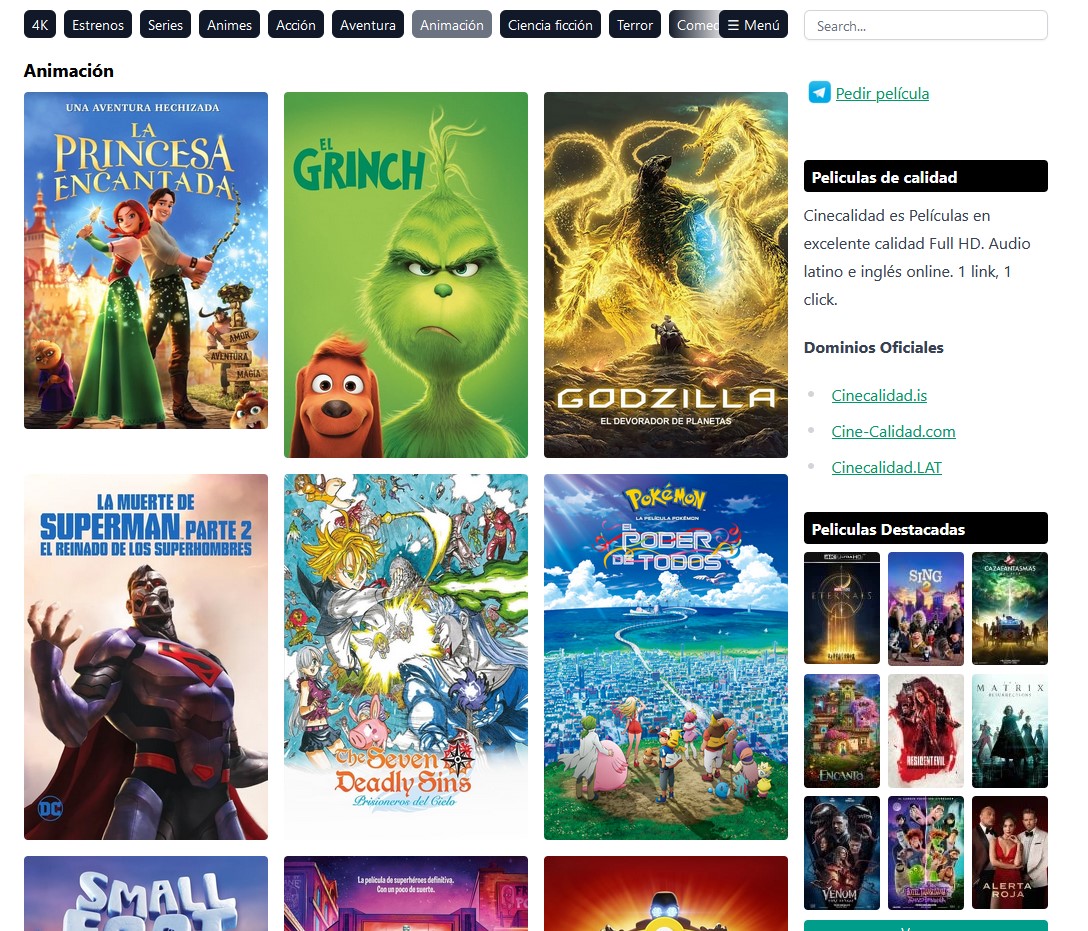 4K
Estrenos
Series
Animes
Acción
Aventura
Animación
Ciencia ficción
Terror
Comed
☰ Menú
Search...
Animación
UNA AVENTURA HECHIZADA
LA
PRINCESA
ENCANTADA
AMOR
AVENTURA
MAGIA
EL
GRINCH
GODZILLA
EL DEVORADOR DE PLANETAS
Pedir película
Peliculas de calidad
Cinecalidad es Películas en
excelente calidad Full HD. Audio
latino e inglés online. 1 link, 1
click.
Dominios Oficiales
Cinecalidad.is
Cine-Calidad.com
Cinecalidad.LAT
LA MUERTE DE
SUPERMAN PARTE 2
EL REINADO DE LOS SUPERHOMBRES
DC
The Seven
Deadly Sins
Prisioneros del Cielo
POKÉMON
LA PELÍCULA POKÉMON
EL
PODER
DE TODOS
Peliculas Destacadas
4K ULTRA HD
ETERNALS
SING
2
CAZAFANTASMAS
ENCANTO
RESIDENT EVIL
MATRIX
RESURRECTIONS
VENOM
ALERTA
ROJA
SMALL
FOOT
La película de superhéroes definitiva.
Con un poco de suerte.